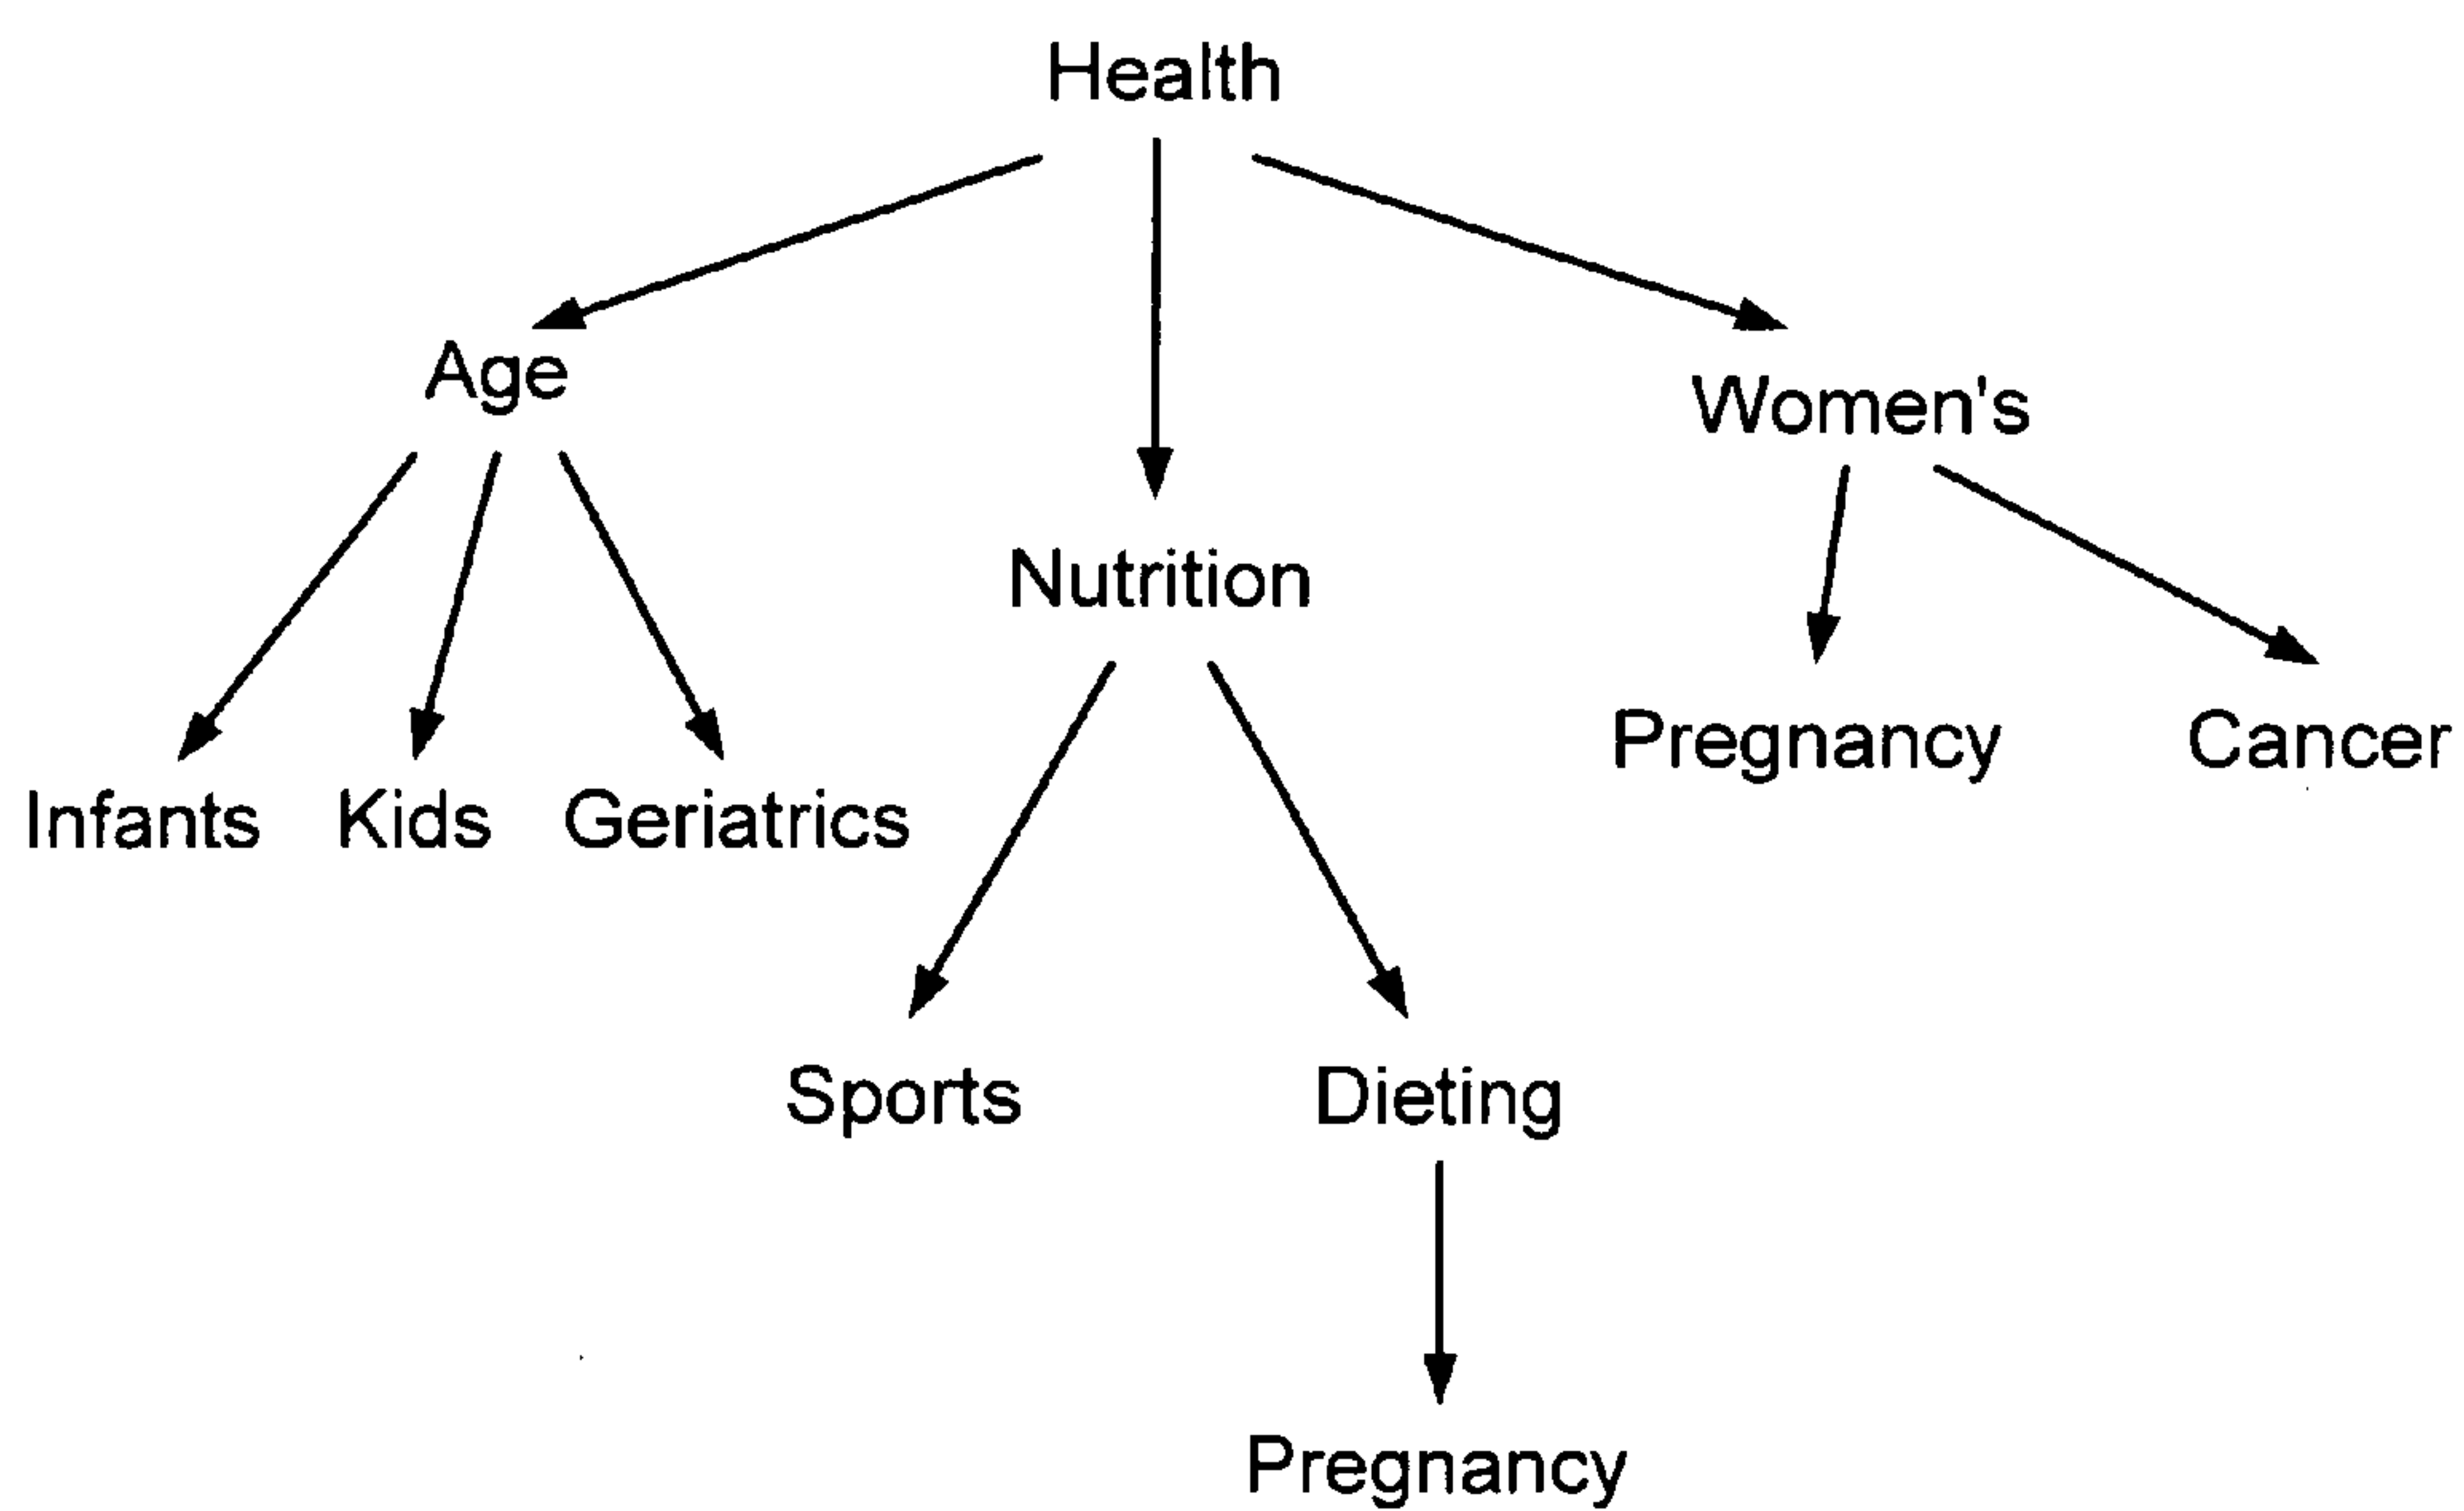 Health
Age
Women's
Nutrition
Pregnancy Cancer
Infants Kids Geriatrics
Sports Dieting
Pregnancy